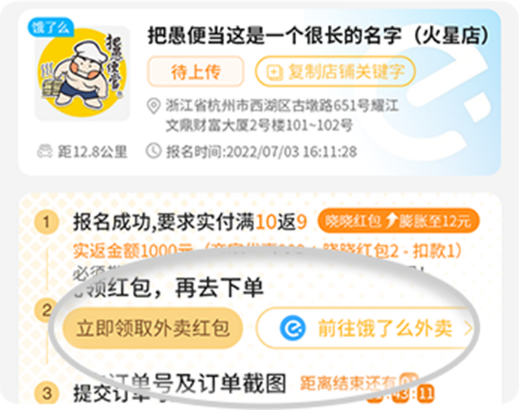 饿了么
把愚便当
把愚便当这是一个很长的名字（火星店）
待上传
复制店铺关键字
浙江省杭州市西湖区古墩路651号耀江
文鼎财富大厦2号楼101~102号
距12.8公里
报名时间:2022/07/03 16:11:28
1
报名成功,要求实付满10返9
晓晓红包 膨胀至12元
实返金额1000元
晓晓红包2 - 扣款1）
必须
2
领红包，再去下单
立即领取外卖红包
前往饿了么外卖
3
提交订单号及订单截图
距离结束还有
43:11